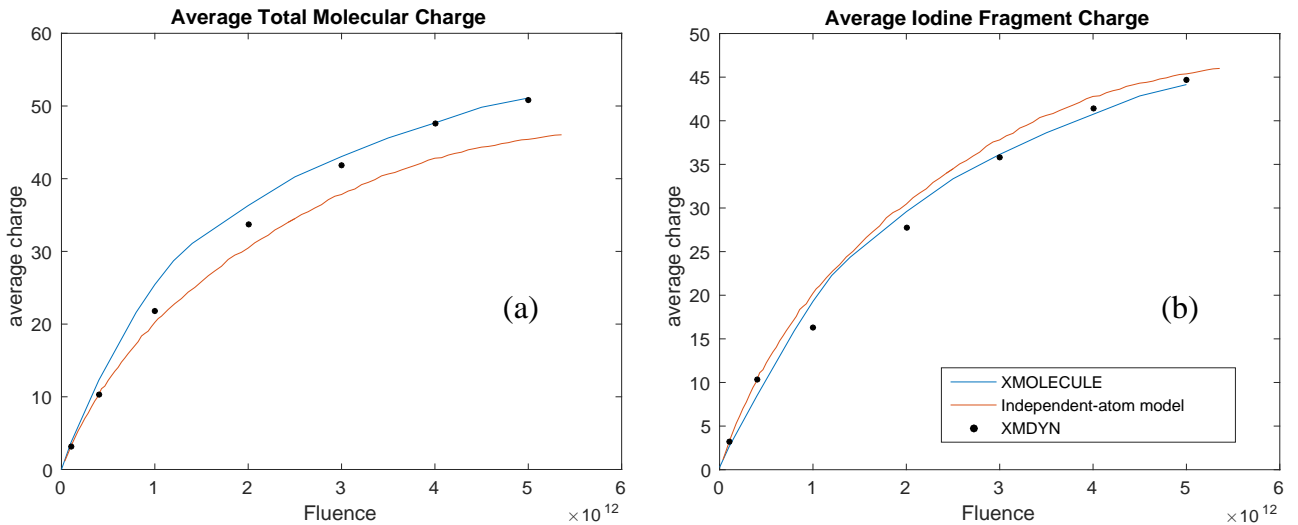 Average Total Molecular Charge
60
50
40
30
20
10
0
average charge
(a)
0 1 2 3 4 5 6
Fluence
×10 12
Average Iodine Fragment Charge
50
45
40
35
30
25
20
15
10
5
0
average charge
(b)
XMOLECULE
Independent-atom model
XMDYN
0 1 2 3 4 5 6
Fluence
×10 12